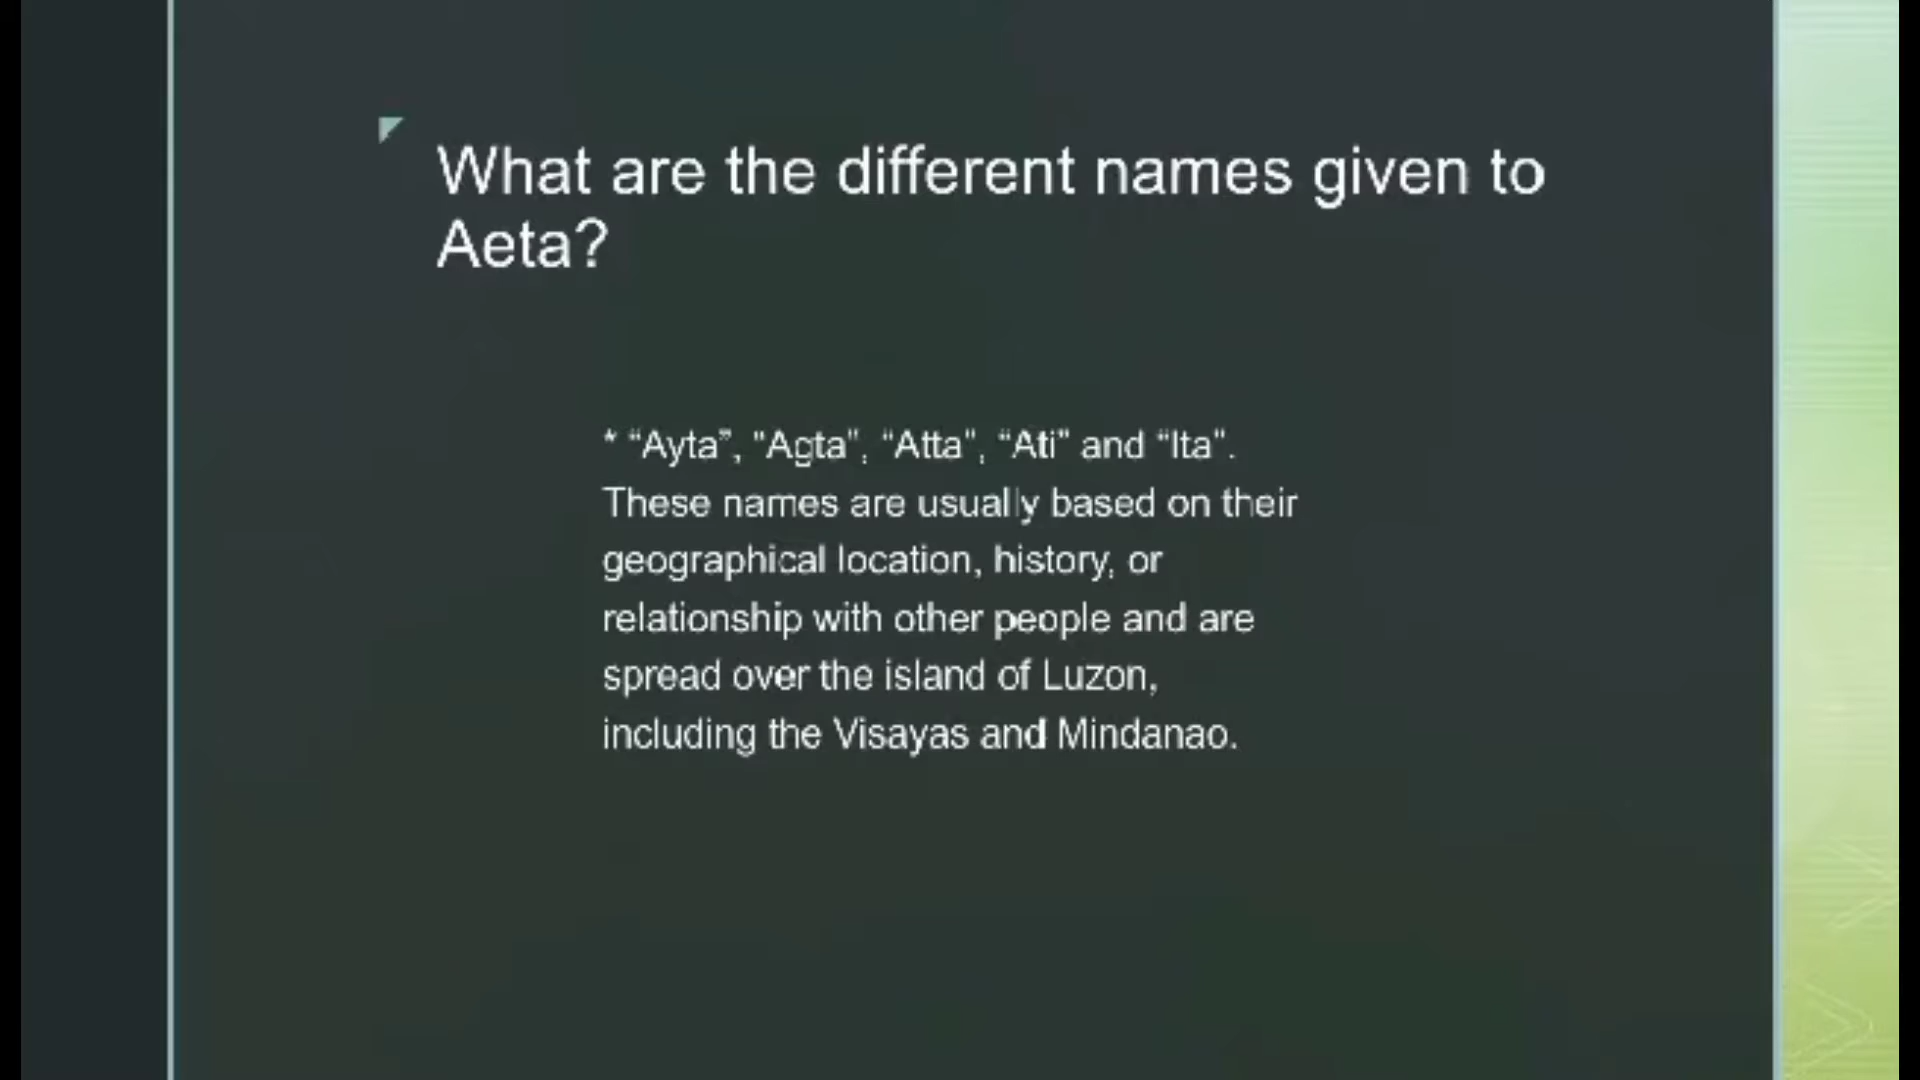 What are the different names given to
Aeta?
* “Ayta”, “Agta”, “Atta”, “Ati” and “Ita”.
These names are usually based on their
geographical location, history, or
relationship with other people and are
spread over the island of Luzon,
including the Visayas and Mindanao.